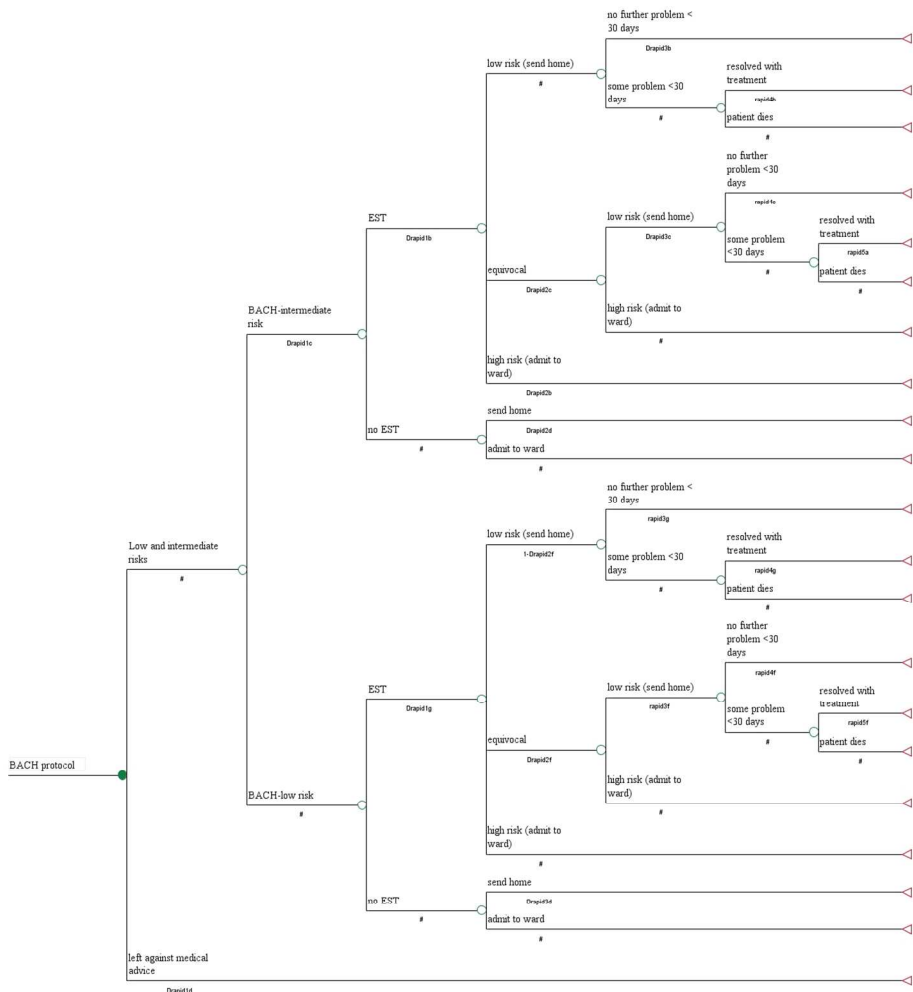 no further problem <
30 days
Drapid3b
low risk (send home)
#
some problem <30
days
#
resolved with
treatment
rapid4h
patient dies
#
no further
problem <30
days
rapid4c
EST
Drapid1b
low risk (send home)
Drapid3c
some problem
<30 days
#
resolved with
treatment
rapid5a
patient dies
#
equivocal
Drapid2c
high risk (admit to
ward)
#
BACH-intermediate
risk
Drapid1c
high risk (admit to
ward)
Drapid2b
send home
Drapid2d
no EST
#
admit to ward
#
no further problem <
30 days
rapid3g
low risk (send home)
1-Drapid2f
some problem <30
days
#
resolved with
treatment
rapid4g
patient dies
#
Low and intermediate
risks
#
no further
problem <30
days
rapid4f
EST
Drapid1g
low risk (send home)
rapid3f
some problem
<30 days
#
resolved with
treatment
rapid5f
patient dies
#
equivocal
Drapid2f
high risk (admit to
ward)
#
BACH protocol
BACH-low risk
#
high risk (admit to
ward)
#
send home
Drapid3d
no EST
#
admit to ward
#
left against medical
advice
Drapid1d